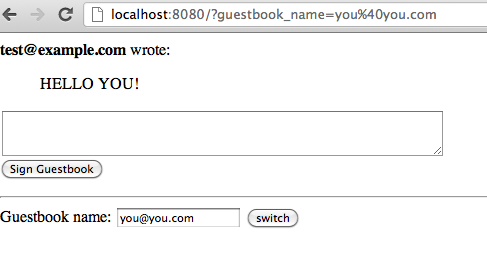 localhost:8080/?guestbook_name=you%40you.com
test@example.com wrote:
HELLO YOU!
Sign Guestbook
Guestbook name: you@you.com switch